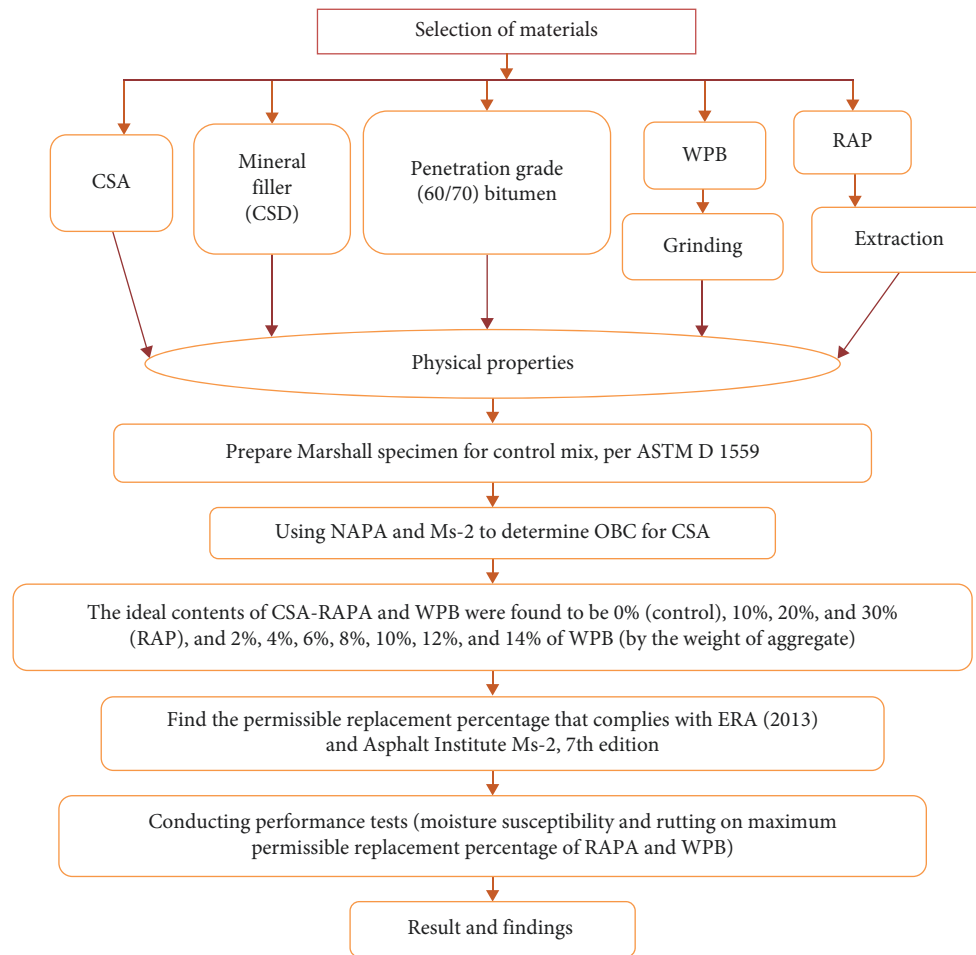 Selection of materials
CSA
Mineral
filler
(CSD)
Penetration grade
(60/70) bitumen
WPB
RAP
Grinding
Extraction
Physical properties
Prepare Marshall specimen for control mix, per ASTM D 1559
Using NAPA and Ms-2 to determine OBC for CSA
The ideal contents of CSA-RAPA and WPB were found to be 0% (control), 10%, 20%, and 30%
(RAP), and 2%, 4%, 6%, 8%, 10%, 12%, and 14% of WPB (by the weight of aggregate)
Find the permissible replacement percentage that complies with ERA (2013)
and Asphalt Institute Ms-2, 7th edition
Conducting performance tests (moisture susceptibility and rutting on maximum
permissible replacement percentage of RAPA and WPB)
Result and findings